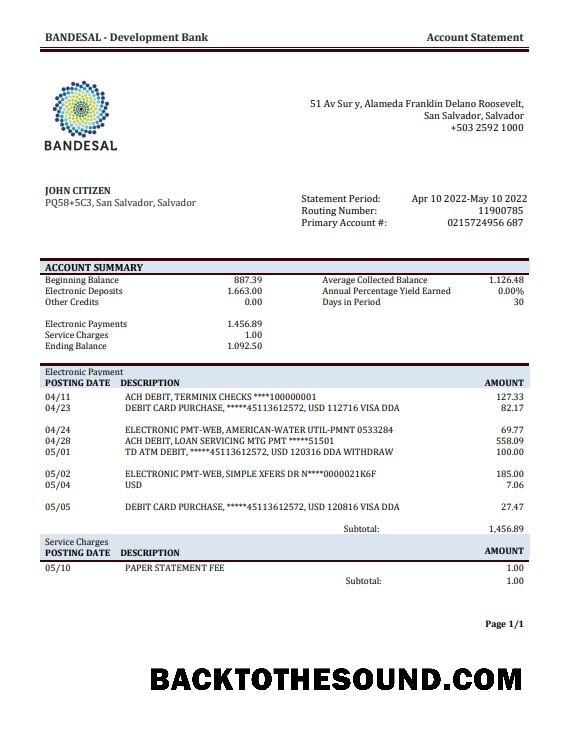 BANDESAL - Development Bank Account Statement
BANDESAL
51 Av Sur y, Alameda Franklin Delano Roosevelt,
San Salvador, Salvador
+503 2592 1000
JOHN CITIZEN
PQ58+5C3, San Salvador, Salvador
Statement Period: Apr 10 2022-May 10 2022
Routing Number: 11900785
Primary Account #: 0215724956 687
ACCOUNT SUMMARY
Beginning Balance 887.39 Average Collected Balance 1.126.48
Electronic Deposits 1.663.00 Annual Percentage Yield Earned 0.00%
Other Credits 0.00 Days in Period 30
Electronic Payments 1.456.89
Service Charges 1.00
Ending Balance 1.092.50
Electronic Payment
POSTING DATE DESCRIPTION AMOUNT
04/11 ACH DEBIT, TERMINIX CHECKS ****100000001 127.33
04/23 DEBIT CARD PURCHASE, *****45113612572, USD 112716 VISA DDA 82.17
04/24 ELECTRONIC PMT-WEB, AMERICAN-WATER UTIL-PMNT 0533284 69.77
04/28 ACH DEBIT, LOAN SERVICING MTG PMT *****51501 558.09
05/01 TD ATM DEBIT, *****45113612572, USD 120316 DDA WITHDRAW 100.00
05/02 ELECTRONIC PMT-WEB, SIMPLE XFERS DR N****0000021K6F 185.00
05/04 USD 7.06
05/05 DEBIT CARD PURCHASE, *****45113612572, USD 120816 VISA DDA 27.47
Subtotal: 1,456.89
Service Charges
POSTING DATE DESCRIPTION AMOUNT
05/10 PAPER STATEMENT FEE 1.00
Subtotal: 1.00
Page 1/1
BACKTOTHESOUND.COM